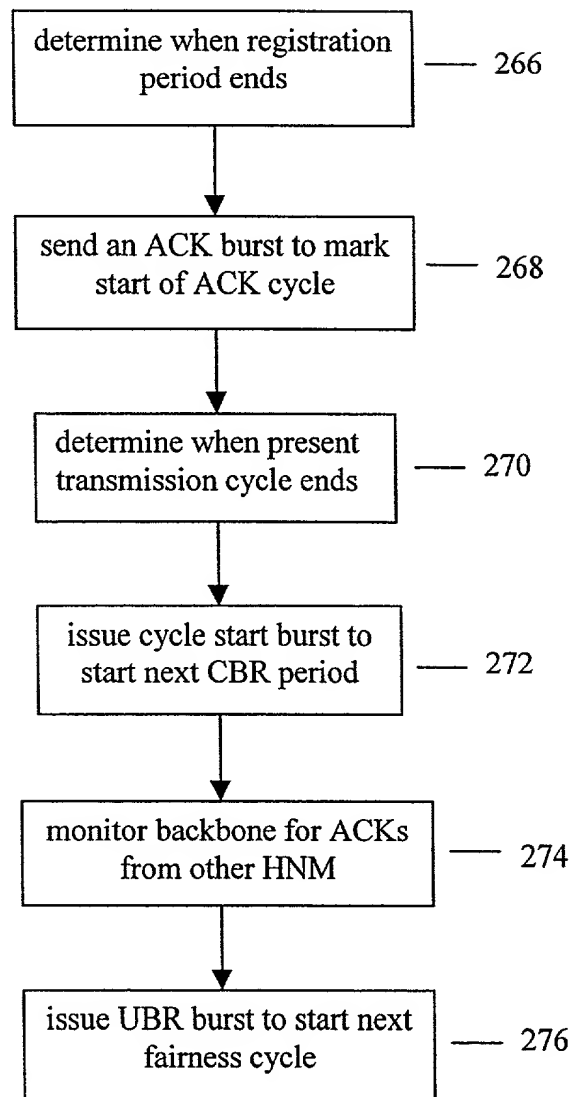 determine when registration
period ends
266
send an ACK burst to mark
start of ACK cycle
268
determine when present
transmission cycle ends
270
issue cycle start burst to
start next CBR period
272
monitor backbone for ACKs
from other HNM
274
issue UBR burst to start next
fairness cycle
276